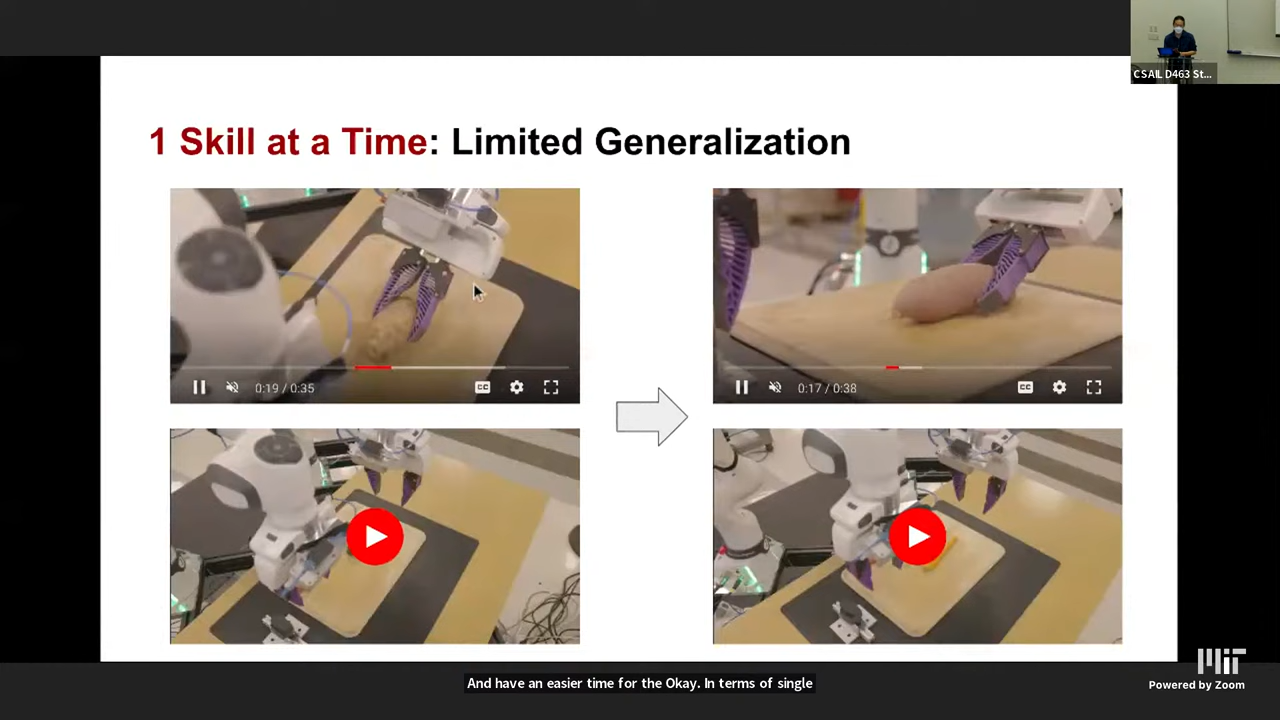 CSAIL D463 St...
1 Skill at a Time: Limited Generalization
0:19 / 0:35
CC
0:17 / 0:38
CC
And have an easier time for the Okay. In terms of single
MIT
Powered by Zoom